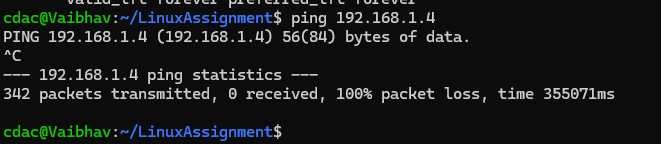 valid_lft forever preferred_lft forever
cdac@Vaibhav:~/LinuxAssignment$ ping 192.168.1.4
PING 192.168.1.4 (192.168.1.4) 56(84) bytes of data.
^C
--- 192.168.1.4 ping statistics ---
342 packets transmitted, 0 received, 100% packet loss, time 355071ms
cdac@Vaibhav:~/LinuxAssignment$